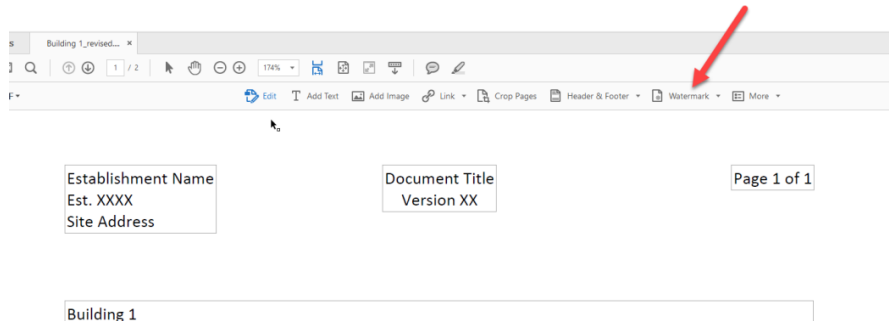 s Building 1_revised... ×
1 / 2 174%
F Edit Add Text Add Image Link Crop Pages Header & Footer Watermark More
Establishment Name Document Title Page 1 of 1
Est. XXXX Version XX
Site Address
Building 1